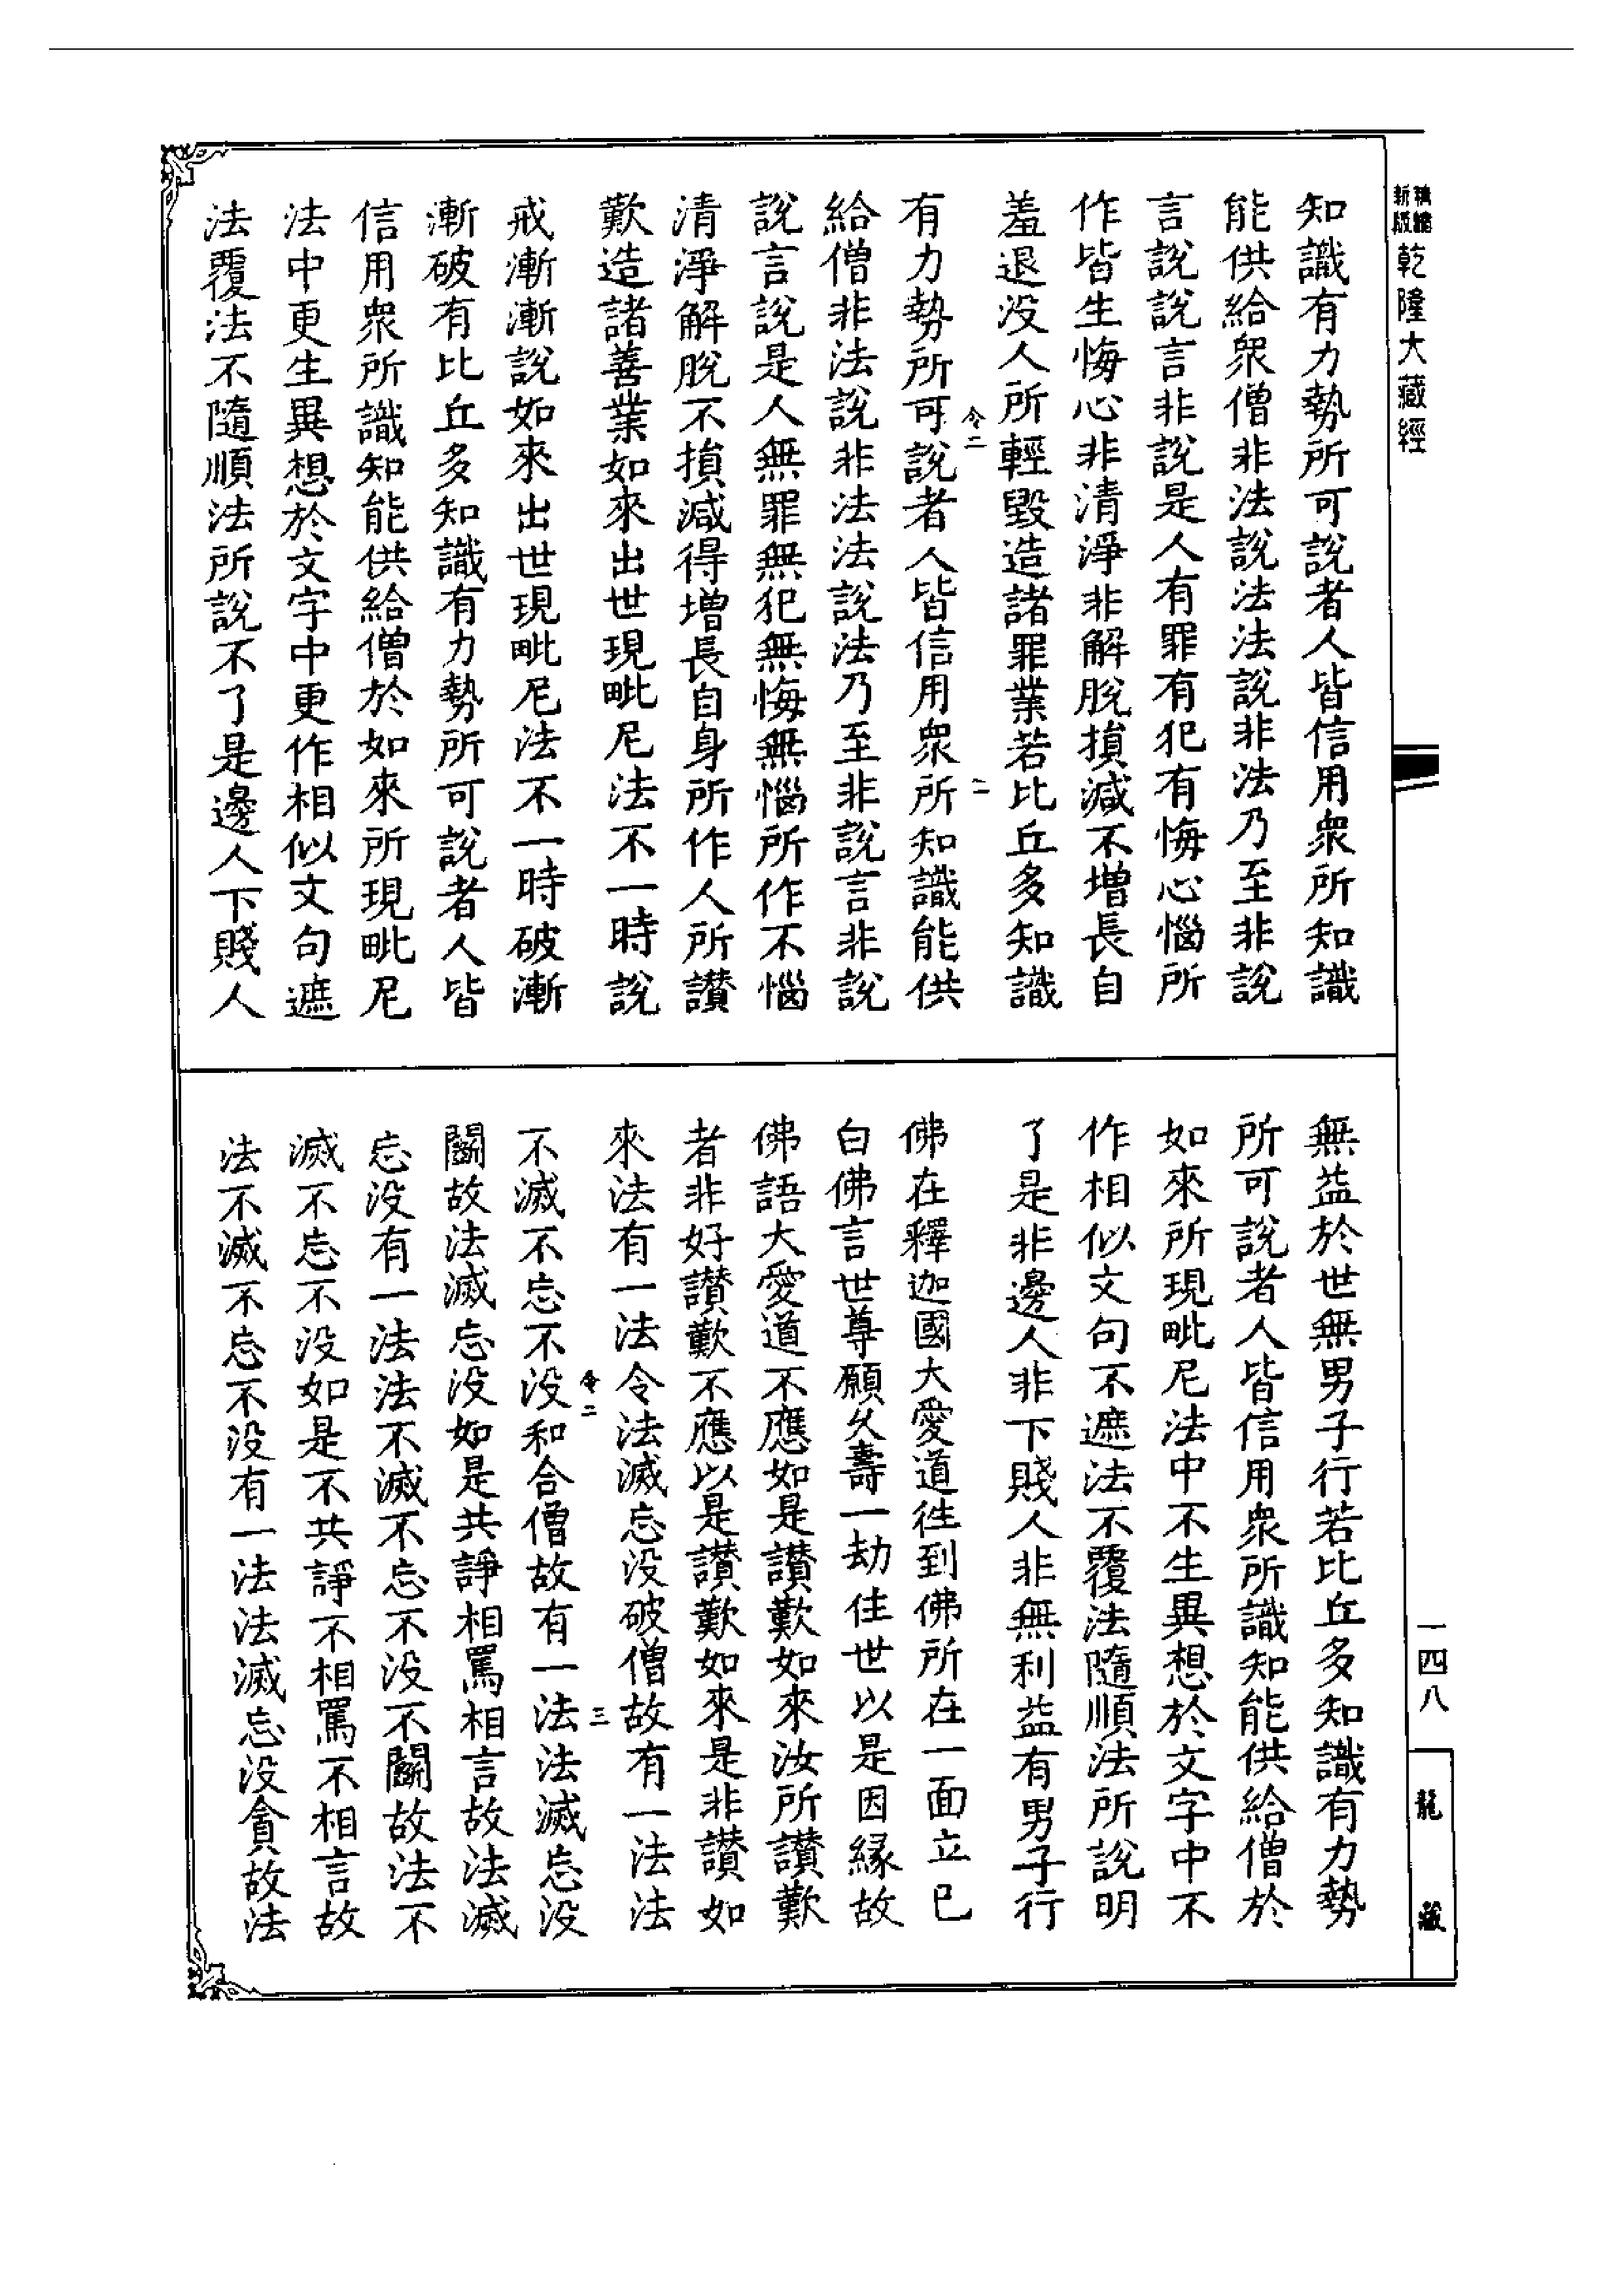 新編縮版 乾隆大藏經
知識有力勢所可說者人皆信用衆所知識
能供給衆僧非法說法法說非法乃至非說
言說說言非說是人有罪有犯有悔心惱所
作皆生悔心非清淨非解脫損減不增長自
羞退没人所輕毀造諸罪業若比丘多知識
令二
二
有力勢所可說者人皆信用衆所知識能供
給僧非法說非法法說法乃至非說言非說
說言說是人無罪無犯無悔無惱所作不惱
清淨解脫不損減得增長自身所作人所讃
歎造諸善業如來出世現毗尼法不一時說
戒漸漸說如來出世現毗尼法不一時破漸
漸破有比丘多知識有力勢所可說者人皆
信用衆所識知能供給僧於如來所現毗尼
法中更生異想於文字中更作相似文句遮
法覆法不隨順法所說不了是邊人下賤人
無益於世無男子行若比丘多知識有力勢
所可說者人皆信用衆所識知能供給僧於
如來所現毗尼法中不生異想於文字中不
作相似文句不遮法不覆法隨順法所說明
了是非邊人非下賤人非無利益有男子行
佛在釋迦國大愛道徃到佛所在一面立已
白佛言世尊願久壽一劫住世以是因緣故
佛語大愛道不應如是讃歎如來汝所讃歎
者非好讃歎不應以是讃歎如來是非讃如
來法有一法令法滅忘没破僧故有一法法
令二
三
不滅不忘不没和合僧故有一法法滅忘没
鬭故法滅忘没如是共諍相罵相言故法滅
忘没有一法法不滅不忘不没不鬭故法不
滅不忘不没如是不共諍不相罵不相言故
法不滅不忘不没有一法法滅忘没貪故法
一四八
龍藏